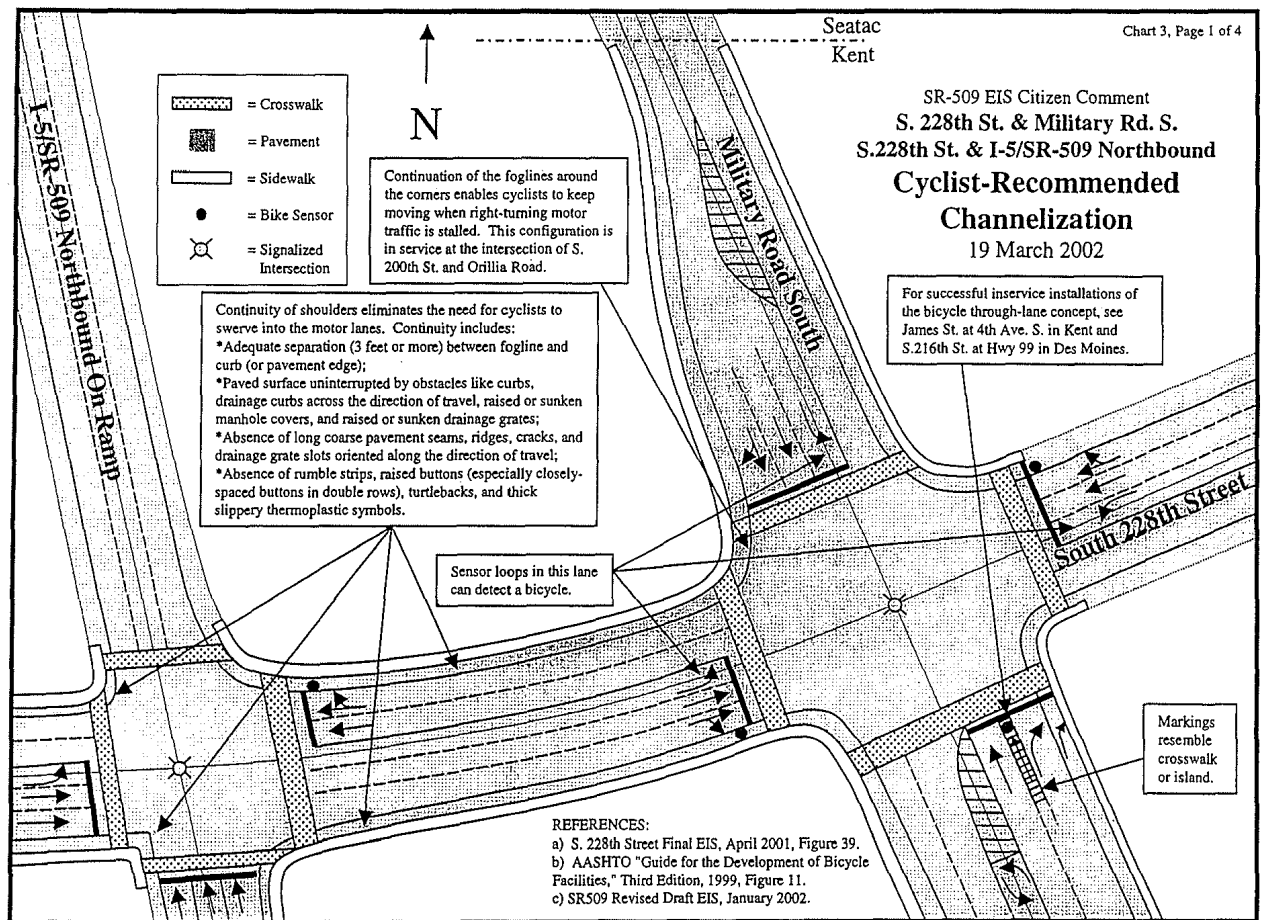 Chart 3, Page 1 of 4
Seatac
Kent
SR-509 EIS Citizen Comment
S. 228th St. & Military Rd. S.
S.228th St. & I-5/SR-509 Northbound
Cyclist-Recommended
Channelization
19 March 2002
N
= Crosswalk
= Pavement
= Sidewalk
= Bike Sensor
= Signalized
Intersection
I-5/SR-509 Northbound On-Ramp
Military Road South
South 228th Street
Continuation of the foglines around
the corners enables cyclists to keep
moving when right-turning motor
traffic is stalled. This configuration is
in service at the intersection of S.
200th St. and Orillia Road.
Continuity of shoulders eliminates the need for cyclists to
swerve into the motor lanes. Continuity includes:
*Adequate separation (3 feet or more) between fogline and
curb (or pavement edge);
*Paved surface uninterrupted by obstacles like curbs,
drainage curbs across the direction of travel, raised or sunken
manhole covers, and raised or sunken drainage grates;
*Absence of long coarse pavement seams, ridges, cracks, and
drainage grate slots oriented along the direction of travel;
*Absence of rumble strips, raised buttons (especially closely-
spaced buttons in double rows), turtlebacks, and thick
slippery thermoplastic symbols.
For successful inservice installations of
the bicycle through-lane concept, see
James St. at 4th Ave. S. in Kent and
S.216th St. at Hwy 99 in Des Moines.
Sensor loops in this lane
can detect a bicycle.
Markings
resemble
crosswalk
or island.
REFERENCES:
a) S. 228th Street Final EIS, April 2001, Figure 39.
b) AASHTO "Guide for the Development of Bicycle
Facilities," Third Edition, 1999, Figure 11.
c) SR509 Revised Draft EIS, January 2002.